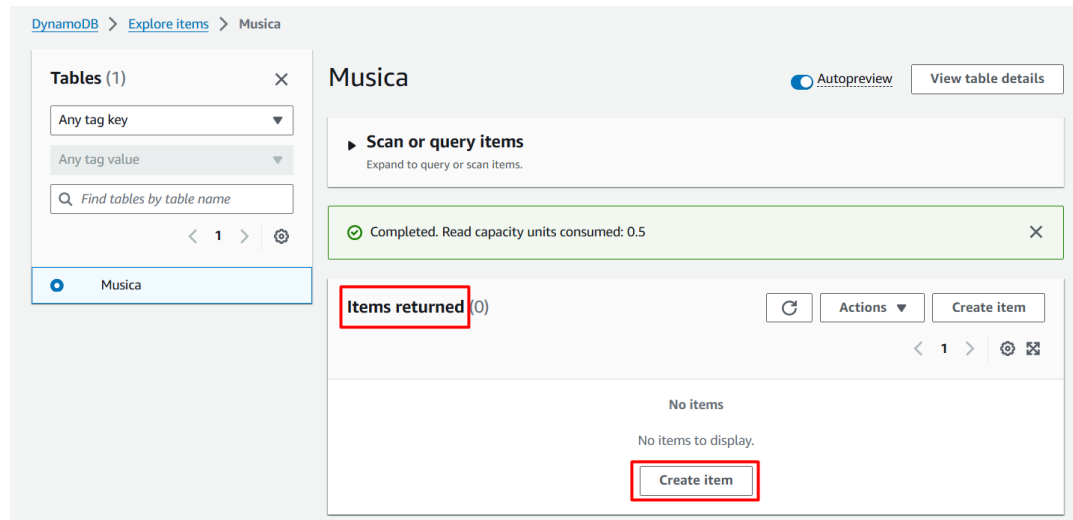 DynamoDB > Explore items > Musica
Tables (1)
Any tag key
Any tag value
Find tables by table name
1
Musica
Musica
Autopreview
View table details
Scan or query items
Expand to query or scan items.
Completed. Read capacity units consumed: 0.5
Items returned (0)
Actions
Create item
1
No items
No items to display.
Create item